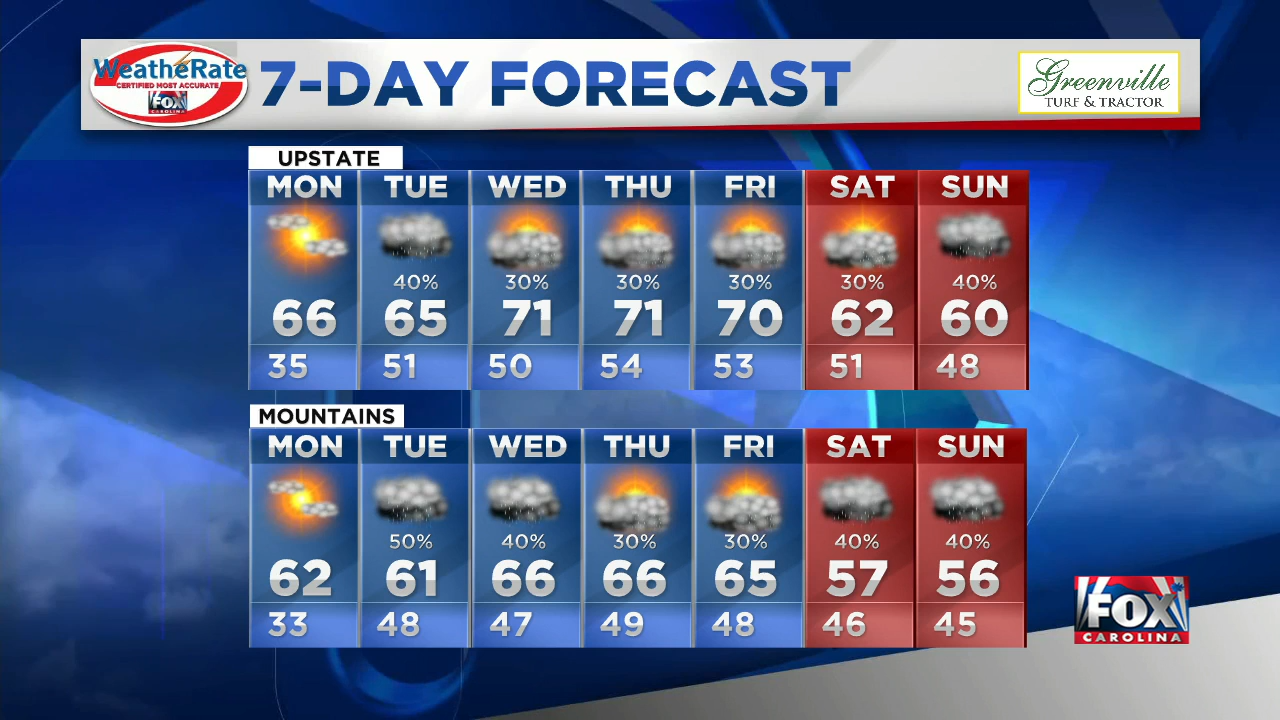 WeatheRate
CERTIFIED MOST ACCURATE
FOX
CAROLINA
7-DAY FORECAST
Greenville
TURF & TRACTOR
UPSTATE
MON TUE WED THU FRI SAT SUN
40% 30% 30% 30% 30% 40%
66 65 71 71 70 62 60
35 51 50 54 53 51 48
MOUNTAINS
MON TUE WED THU FRI SAT SUN
50% 40% 30% 30% 40% 40%
62 61 66 66 65 57 56
33 48 47 49 48 46 45
FOX
CAROLINA